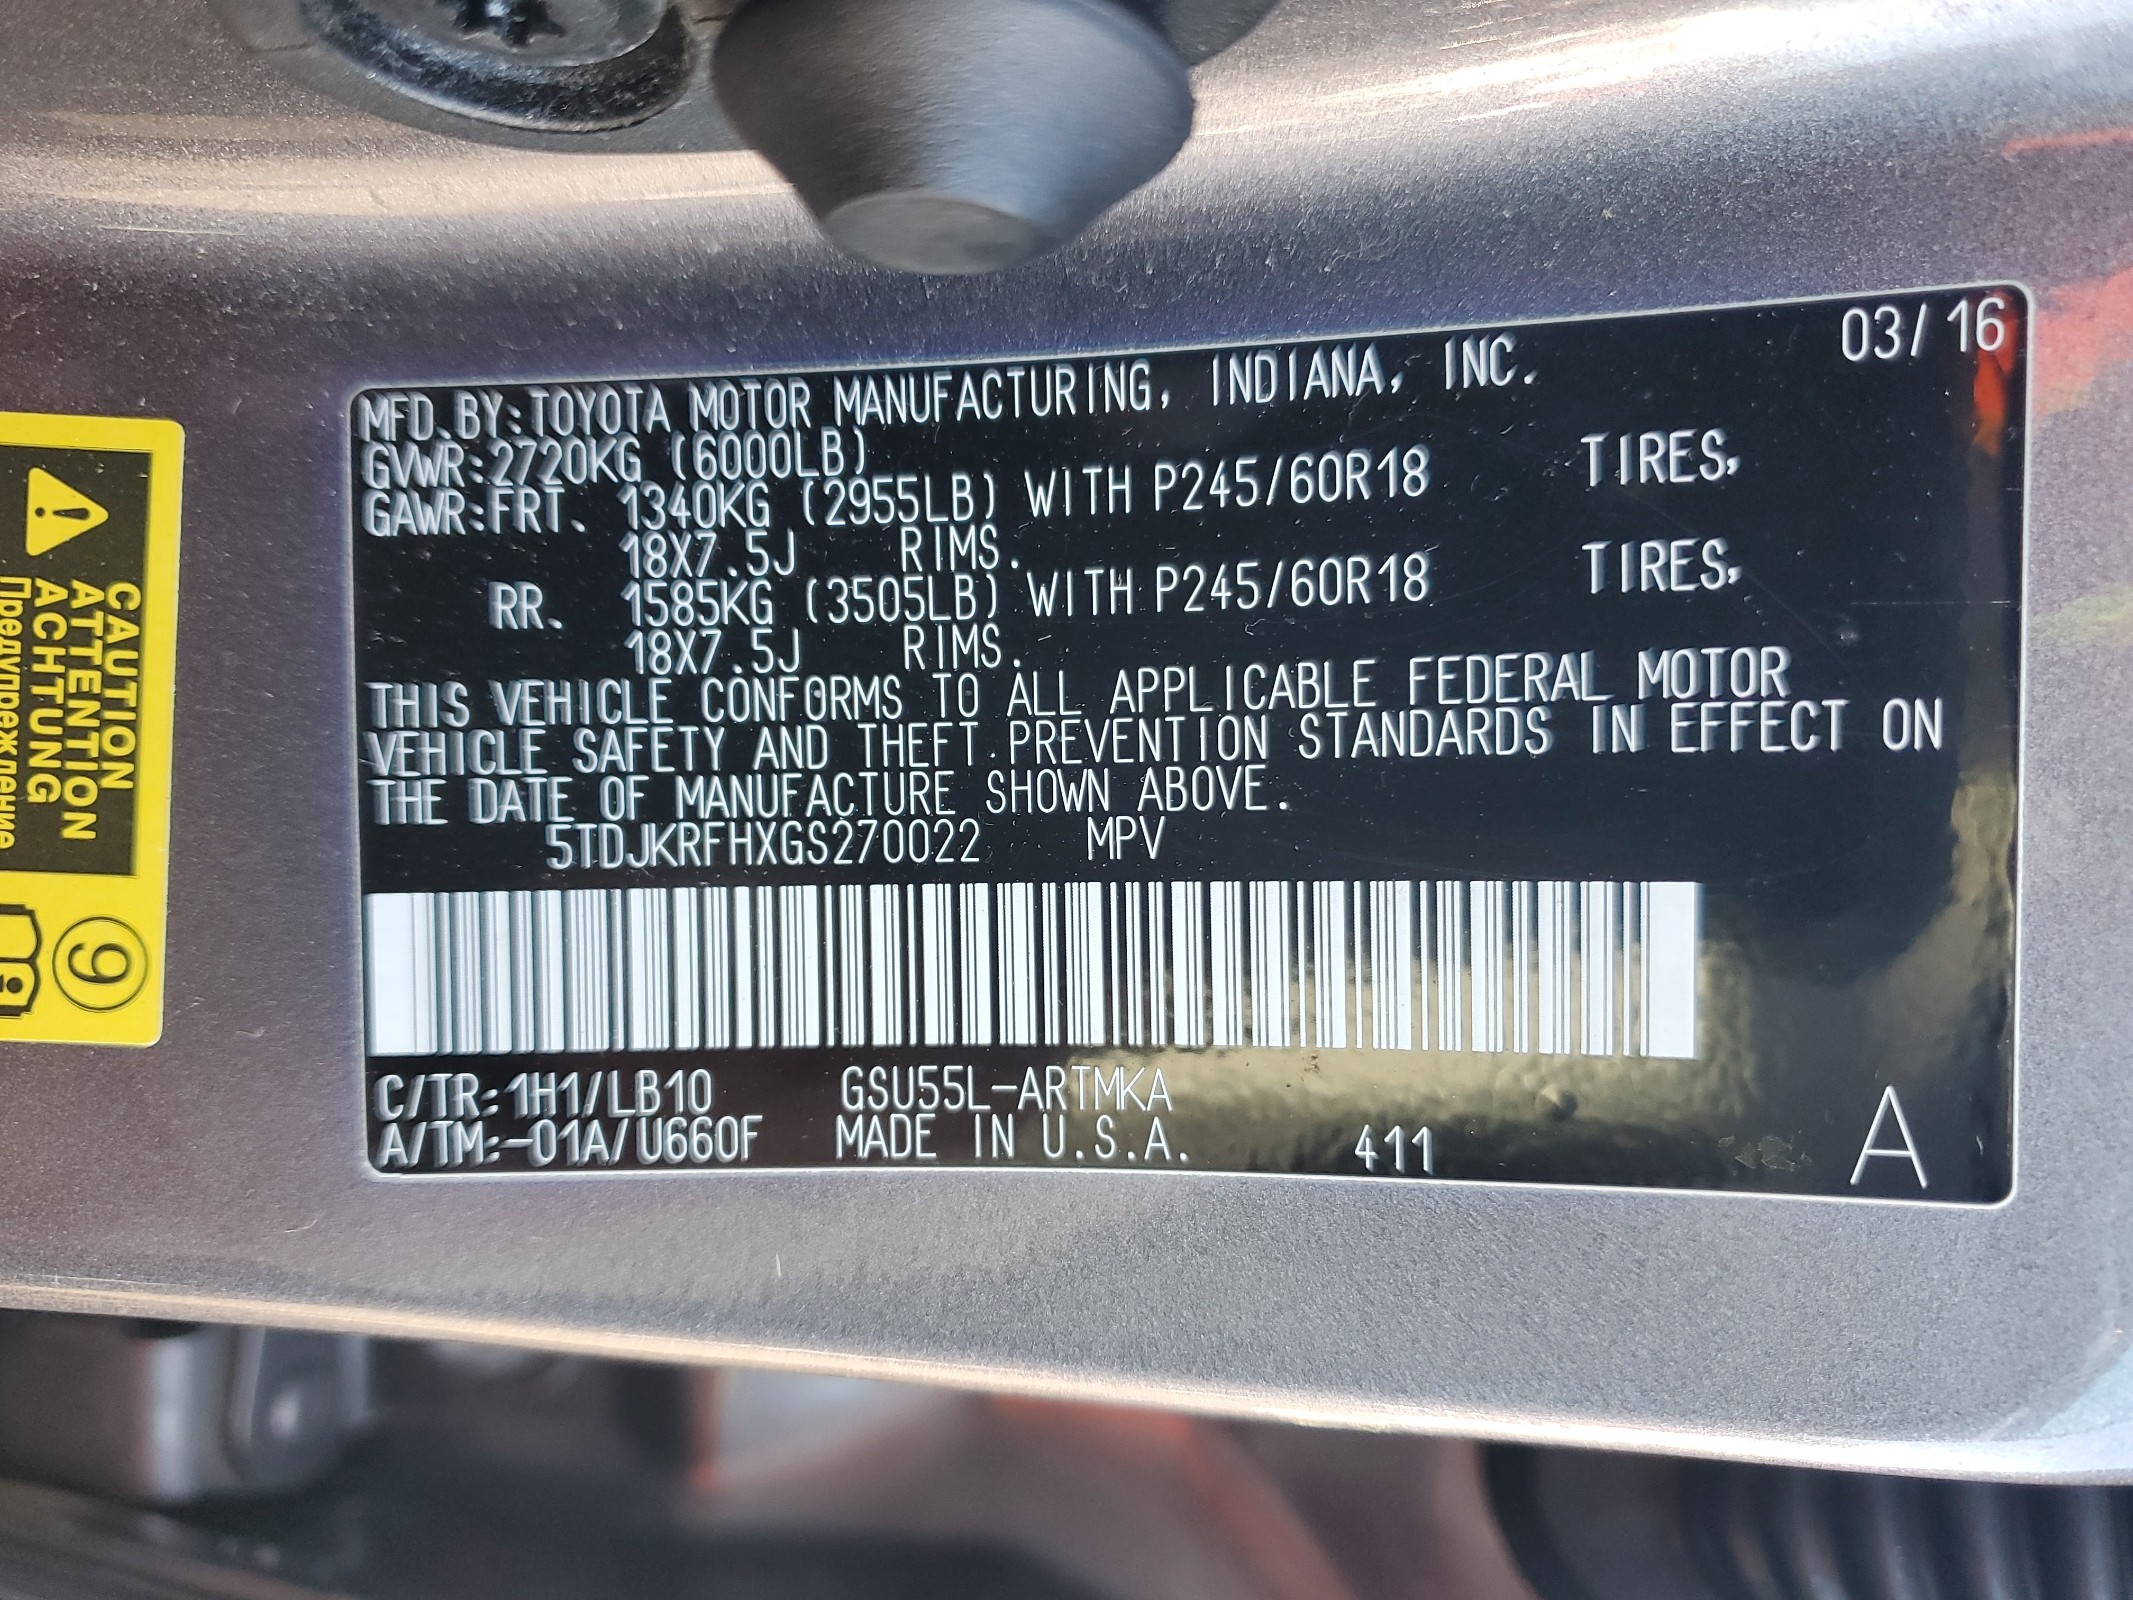 MFD.BY:TOYOTA MOTOR MANUFACTURING, INDIANA, INC. 03/16
GVWR:2720KG (6000LB)
GAWR:FRT. 1340KG (2955LB) WITH P245/60R18 TIRES,
18X7.5J RIMS.
RR. 1585KG (3505LB) WITH P245/60R18 TIRES,
18X7.5J RIMS.
THIS VEHICLE CONFORMS TO ALL APPLICABLE FEDERAL MOTOR
VEHICLE SAFETY AND THEFT PREVENTION STANDARDS IN EFFECT ON
THE DATE OF MANUFACTURE SHOWN ABOVE.
5TDJKRFHXGS270022 MPV
C/TR:1H1/LB10 GSU55L-ARTMKA
A/TM:-01A/U660F MADE IN U.S.A. 411 A
CAUTION
ATTENTION
ACHTUNG
Предупреждение
9